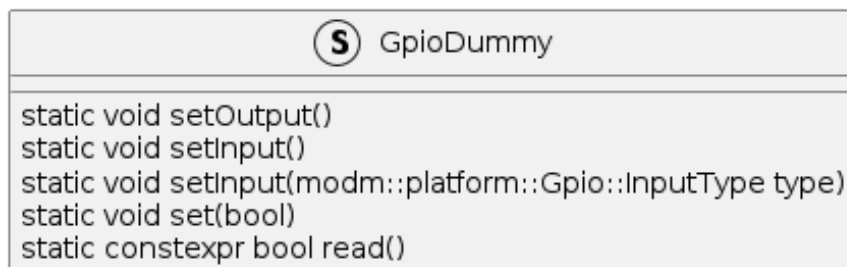 S GpioDummy
static void setOutput()
static void setInput()
static void setInput(modm::platform::Gpio::InputType type)
static void set(bool)
static constexpr bool read()